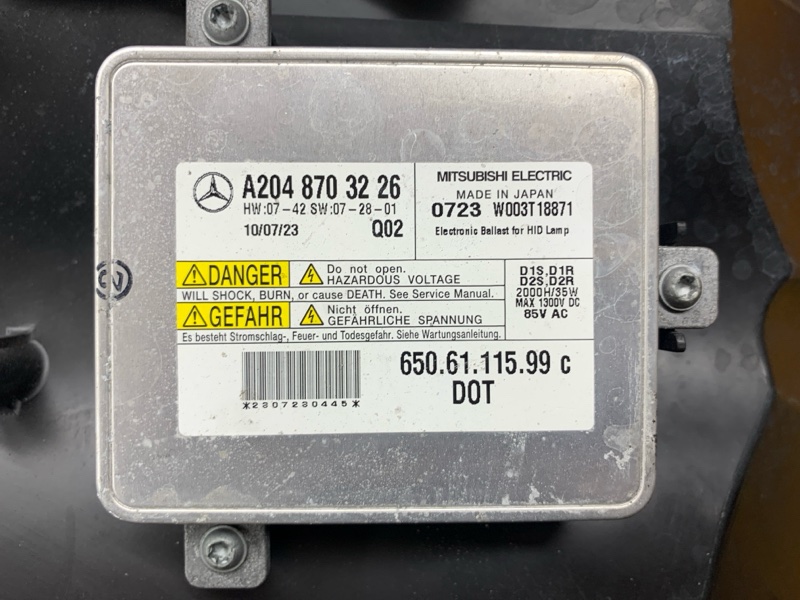 A204 870 32 26
HW:07-42 SW:07-28-01
10/07/23 Q02
MITSUBISHI ELECTRIC
MADE IN JAPAN
0723 W003T18871
Electronic Ballast for HID Lamp
DANGER Do not open.
HAZARDOUS VOLTAGE
WILL SHOCK, BURN, or cause DEATH. See Service Manual.
GEFAHR Nicht öffnen.
GEFÄHRLICHE SPANNUNG
Es besteht Stromschlag-, Feuer- und Todesgefahr. Siehe Wartungsanleitung.
D1S,D1R
D2S,D2R
2000H/35W
MAX 1300V DC
85V AC
*2307230445*
650.61.115.99 c
DOT